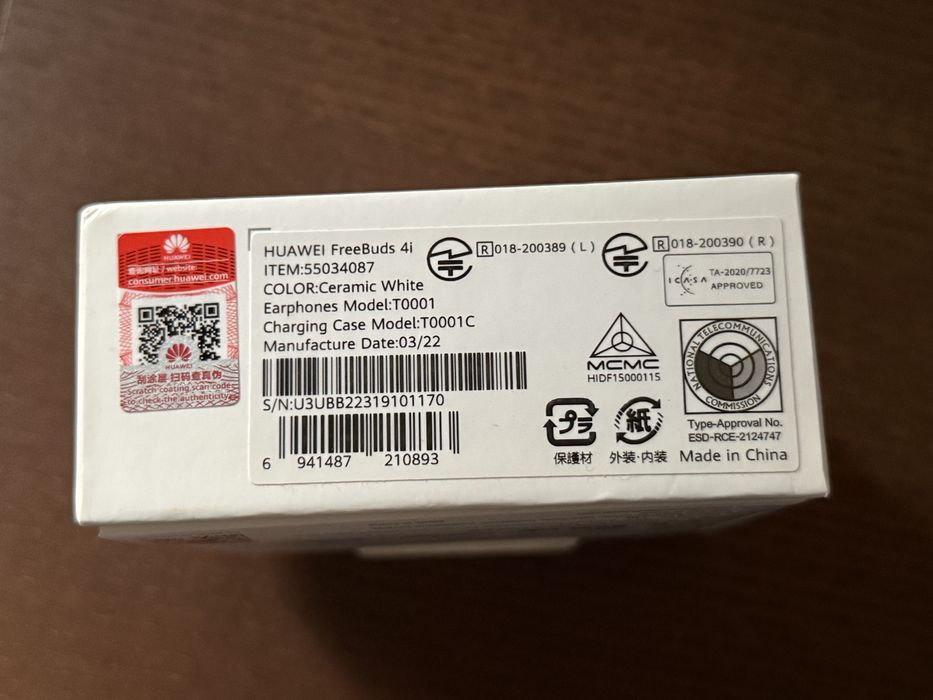 HUAWEI
查询网址 / website
consumer.huawei.com
HUAWEI
刮涂层 扫码查真伪
Scratch coating, scan code
to check the authenticity
HUAWEI FreeBuds 4i
ITEM:55034087
COLOR:Ceramic White
Earphones Model:T0001
Charging Case Model:T0001C
Manufacture Date:03/22
S/N:U3UBB22319101170
6 941487 210893
R 018-200389 ( L )
R 018-200390 ( R )
ICASA
TA-2020/7723
APPROVED
MCMC
HIDF15000115
NATIONAL TELECOMMUNICATIONS
COMMISSION
Type-Approval No.
ESD-RCE-2124747
プラ
保護材
紙
外装・内装
Made in China